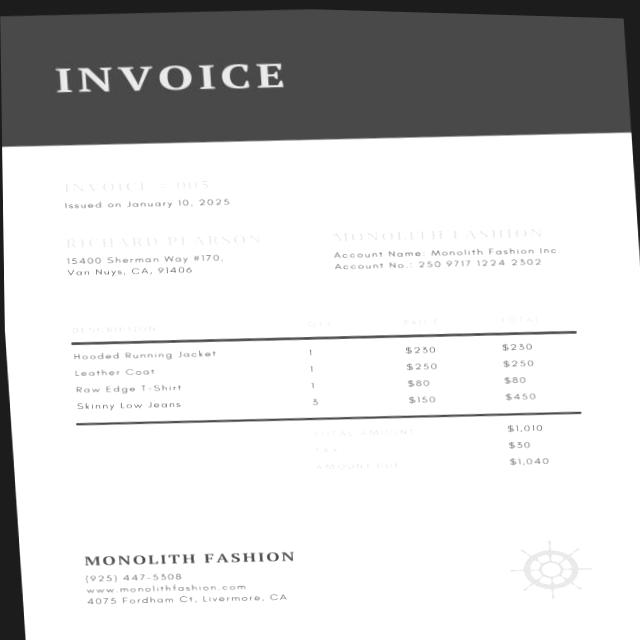 INVOICE
INVOICE # 005
Issued on January 10, 2025
RICHARD PEARSON
15400 Sherman Way #170,
Van Nuys, CA, 91406
MONOLITH FASHION
Account Name: Monolith Fashion Inc
Account No.: 250 9717 1224 2302
DESCRIPTION QTY PRICE TOTAL
Hooded Running Jacket 1 $230 $230
Leather Coat 1 $250 $250
Raw Edge T-Shirt 1 $80 $80
Skinny Low Jeans 3 $150 $450
TOTAL AMOUNT $1,010
TAX $30
AMOUNT DUE $1,040
MONOLITH FASHION
(925) 447-5308
www.monolithfashion.com
4075 Fordham Ct, Livermore, CA